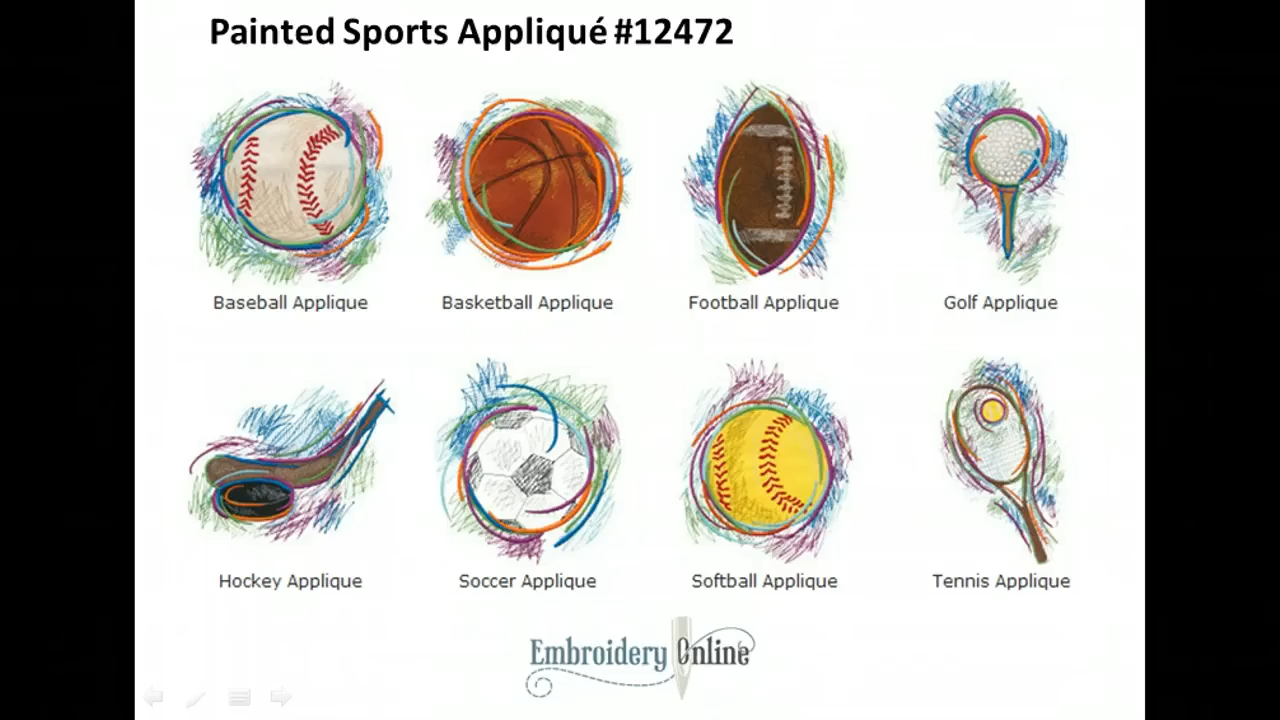 Painted Sports Appliqué #12472
Baseball Applique
Basketball Applique
Football Applique
Golf Applique
Hockey Applique
Soccer Applique
Softball Applique
Tennis Applique
Embroidery Online